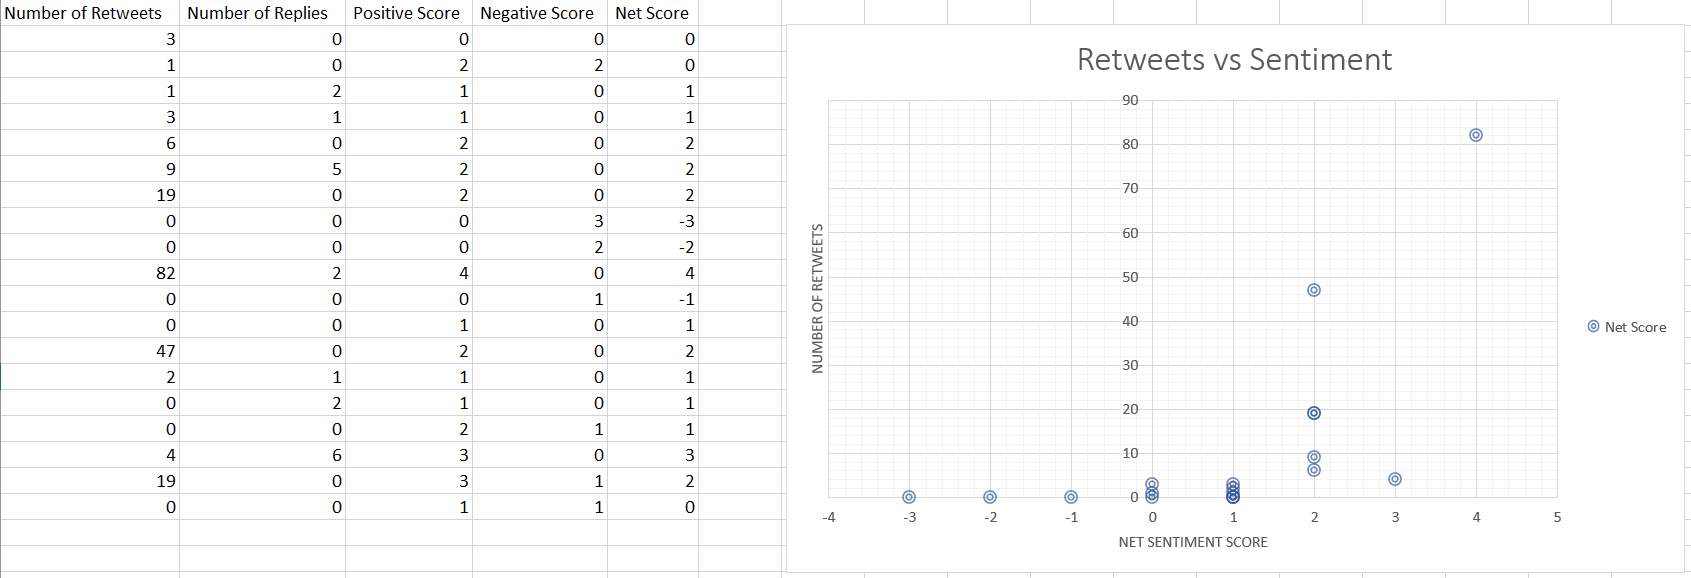 Number of Retweets Number of Replies Positive Score Negative Score Net Score
3 0 0 0 0
1 0 2 2 0
1 2 1 0 1
3 1 1 0 1
6 0 2 0 2
9 5 2 0 2
19 0 2 0 2
0 0 0 3 -3
0 0 0 2 -2
82 2 4 0 4
0 0 0 1 -1
0 0 1 0 1
47 0 2 0 2
2 1 1 0 1
0 2 1 0 1
0 0 2 1 1
4 6 3 0 3
19 0 3 1 2
0 0 1 1 0
Retweets vs Sentiment
NUMBER OF RETWEETS
90
80
70
60
50
40
30
20
10
0
-4 -3 -2 -1 0 1 2 3 4 5
NET SENTIMENT SCORE
Net Score